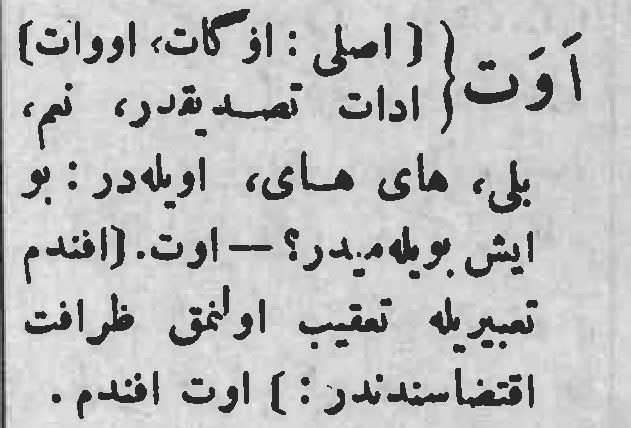 اَوَت { [ اصلی : اؤكات، اووات]
ادات تصدیقدر، نعم،
بلی، های های، اویله‌در : بو
ایش بویله‌میدر؟ — اوت. [افندم
تعبیریله تعقیب اولنمق ظرافت
اقتضاسندندر : ] اوت افندم .